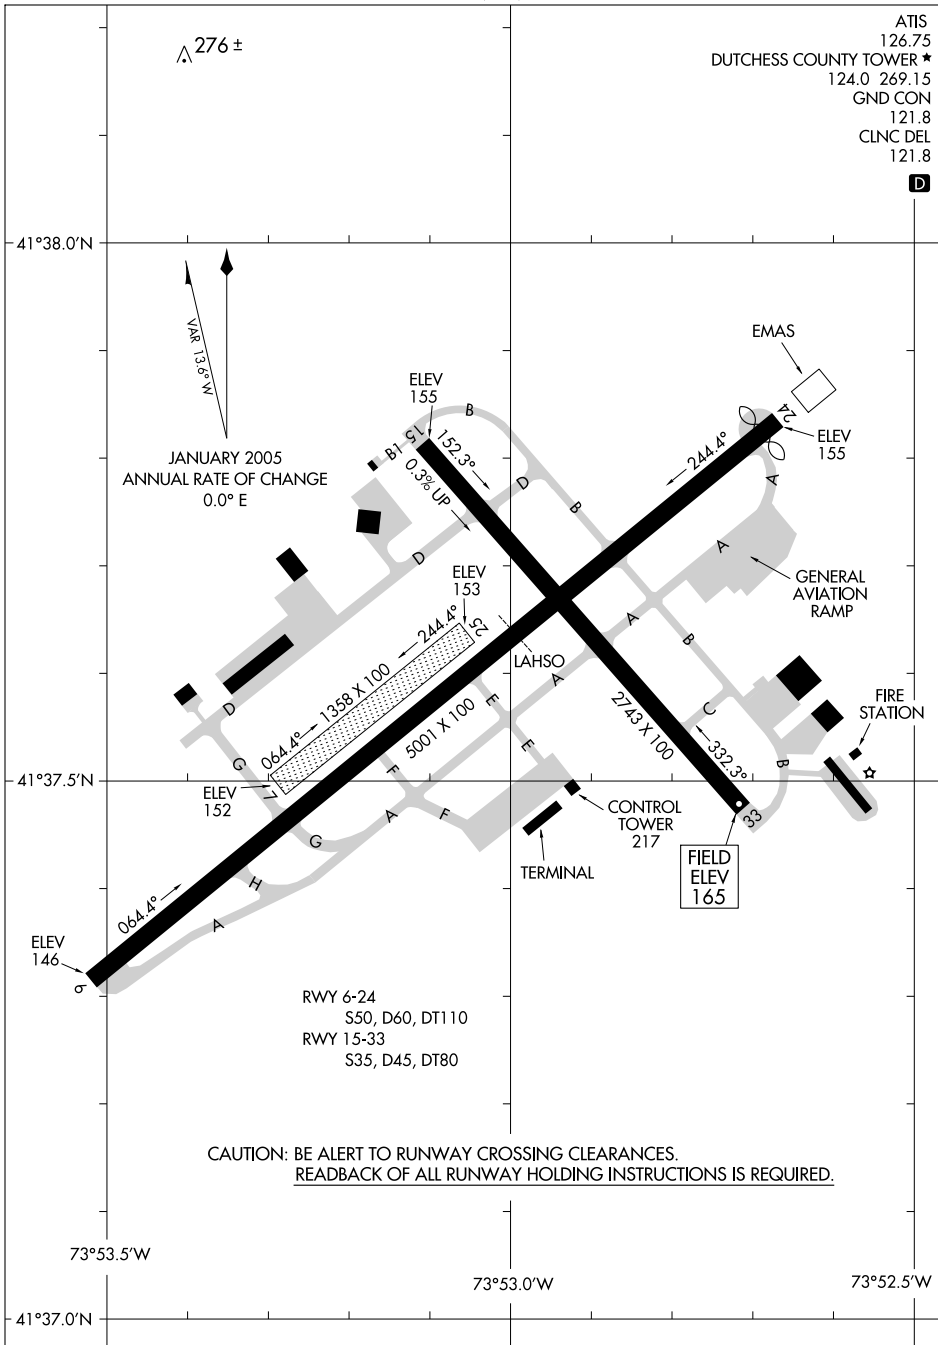 276 ±
ATIS
126.75
DUTCHESS COUNTY TOWER ★
124.0 269.15
GND CON
121.8
CLNC DEL
121.8
D
41°38.0'N
VAR 13.6° W
JANUARY 2005
ANNUAL RATE OF CHANGE
0.0° E
EMAS
ELEV
155
B
24
15
B1
152.3°
0.3% UP
244.4°
ELEV
155
D
B
A
A
D
GENERAL
AVIATION
RAMP
ELEV
153
25
244.4°
1358 X 100
064.4°
LAHSO
A
B
A
E
E
D
5001 X 100
2743 X 100
C
332.3°
FIRE
STATION
G
F
B
41°37.5'N
7
ELEV
152
A
F
G
CONTROL
TOWER
217
33
TERMINAL
FIELD
ELEV
165
H
A
064.4°
ELEV
146
6
RWY 6-24
S50, D60, DT110
RWY 15-33
S35, D45, DT80
CAUTION: BE ALERT TO RUNWAY CROSSING CLEARANCES.
READBACK OF ALL RUNWAY HOLDING INSTRUCTIONS IS REQUIRED.
73°53.5'W
73°53.0'W
73°52.5'W
41°37.0'N